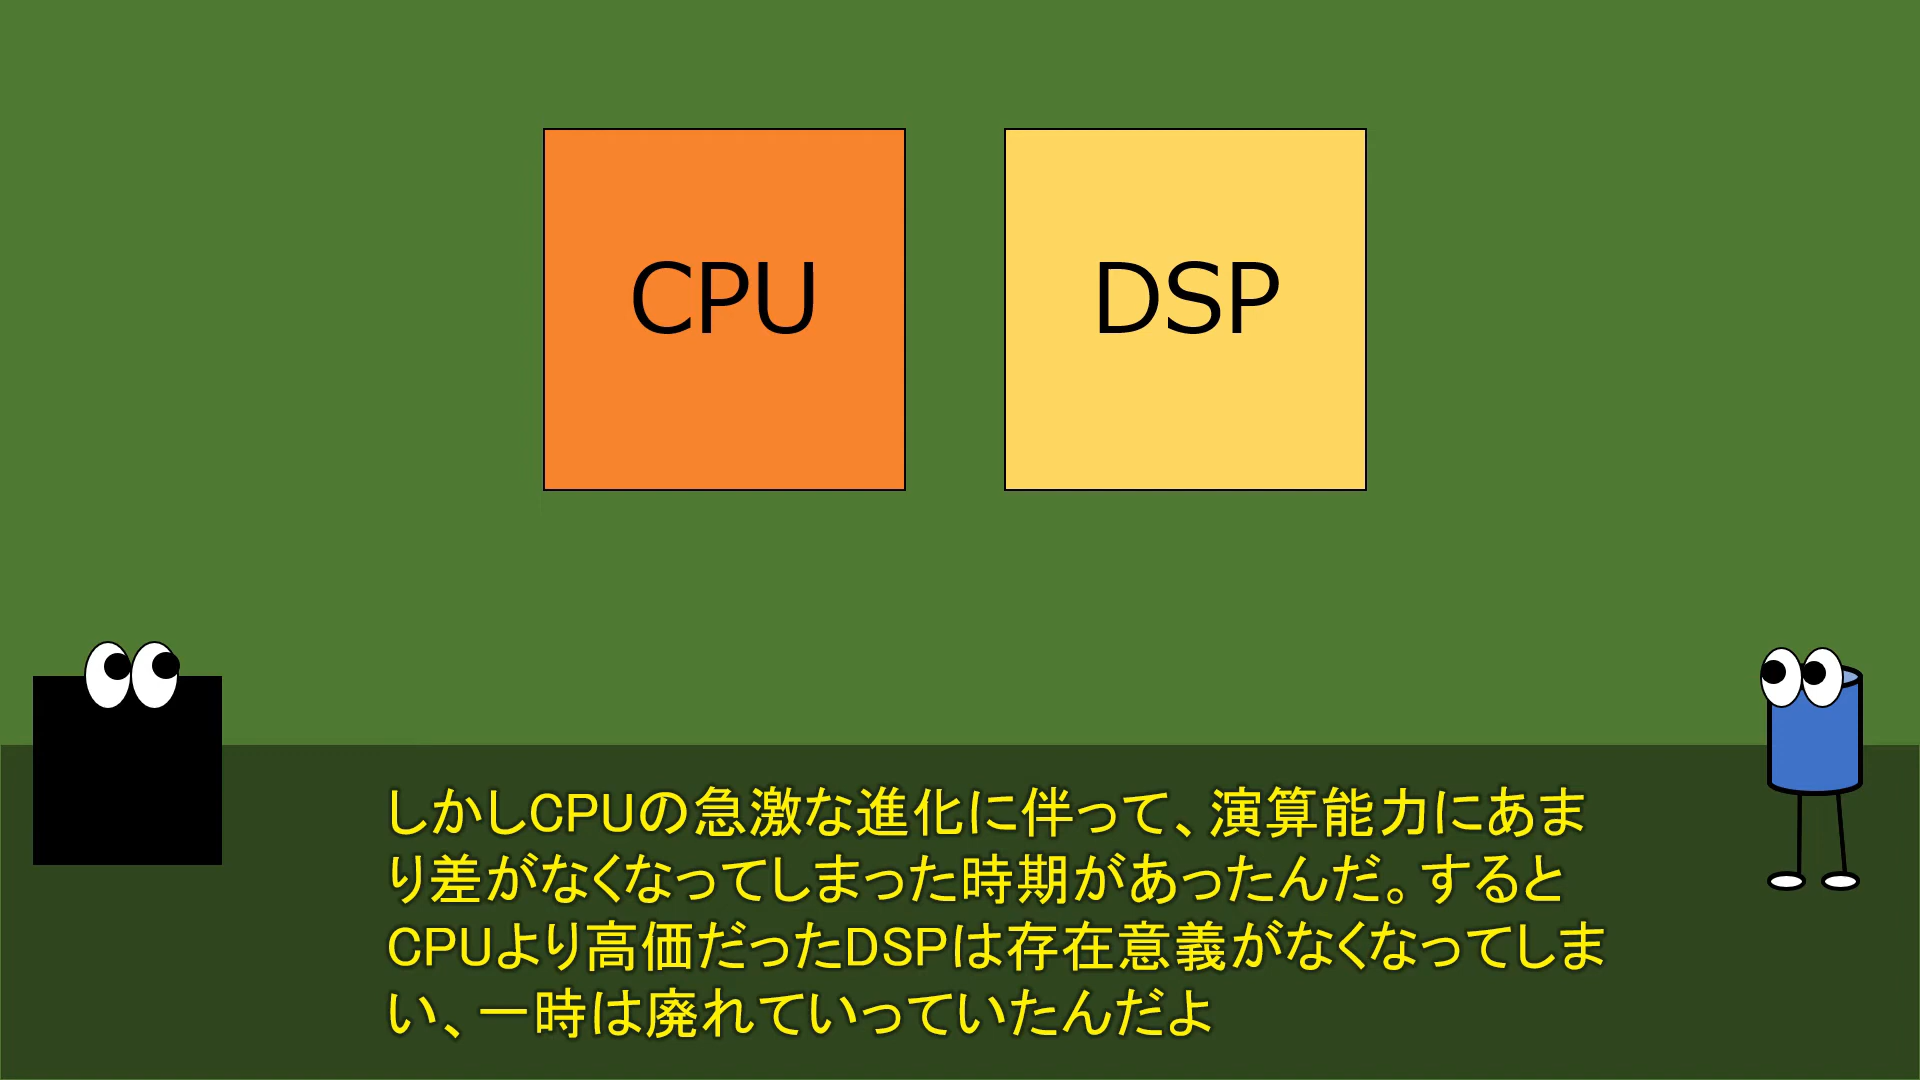 CPU
DSP
しかしCPUの急激な進化に伴って、演算能力にあま
り差がなくなってしまった時期があったんだ。すると
CPUより高価だったDSPは存在意義がなくなってしま
い、一時は廃れていっていたんだよ